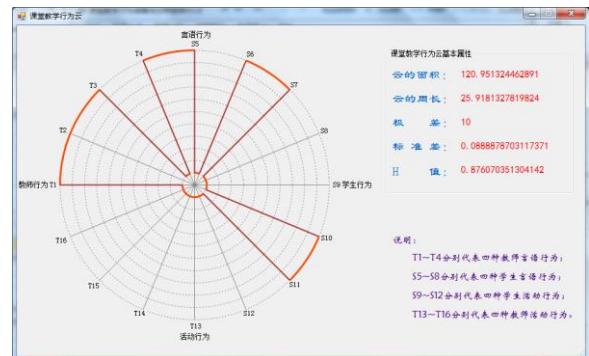 课堂教学行为云
言语行为
T4
S5
S6
T3
S7
T2
S8
教师行为T1
S9 学生行为
T16
S10
T15
S11
T14
S12
T13
活动行为
课堂教学行为云基本属性
云的面积: 120.951324462891
云的周长: 25.9181327819824
极 差: 10
标 准 差: 0.0888878703117371
H 值: 0.876070351304142
说明:
T1~T4分别代表四种教师言语行为;
S5~S8分别代表四种学生言语行为;
S9~S12分别代表四种学生活动行为;
T13~T16分别代表四种教师活动行为。